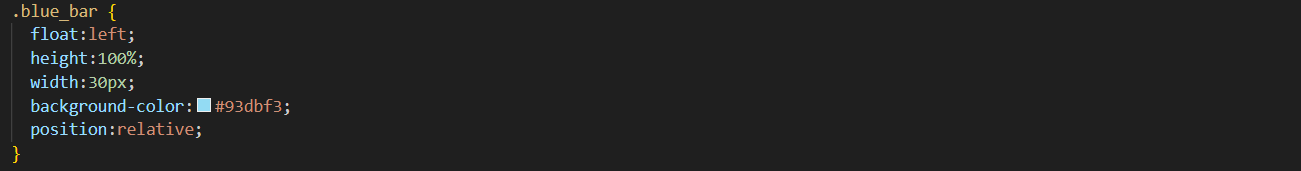 .blue_bar {
float:left;
height:100%;
width:30px;
background-color:#93dbf3;
position:relative;
}